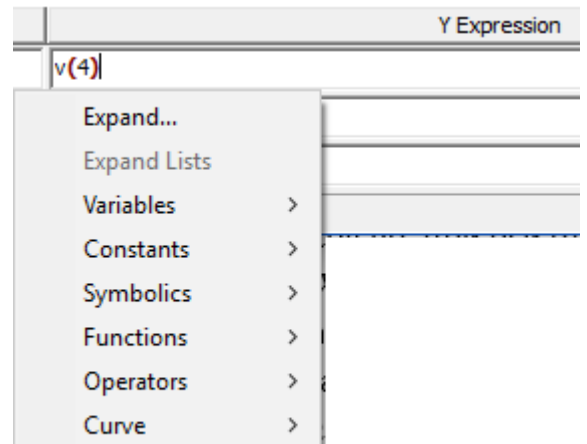 Y Expression
v(4)
Expand...
Expand Lists
Variables
Constants
Symbolics
Functions
Operators
Curve